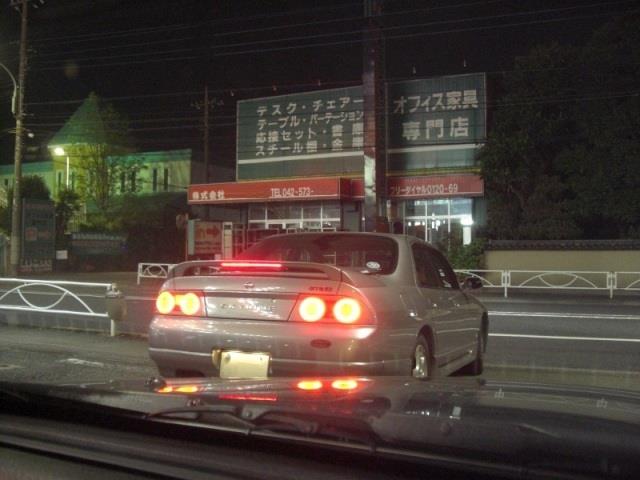 デスク・チェアー
テーブル・パーテーション
応接セット・書庫
スチール棚・金庫
オフィス家具
専門店
株式会社
TEL 042-573-
フリーダイヤル0120-69